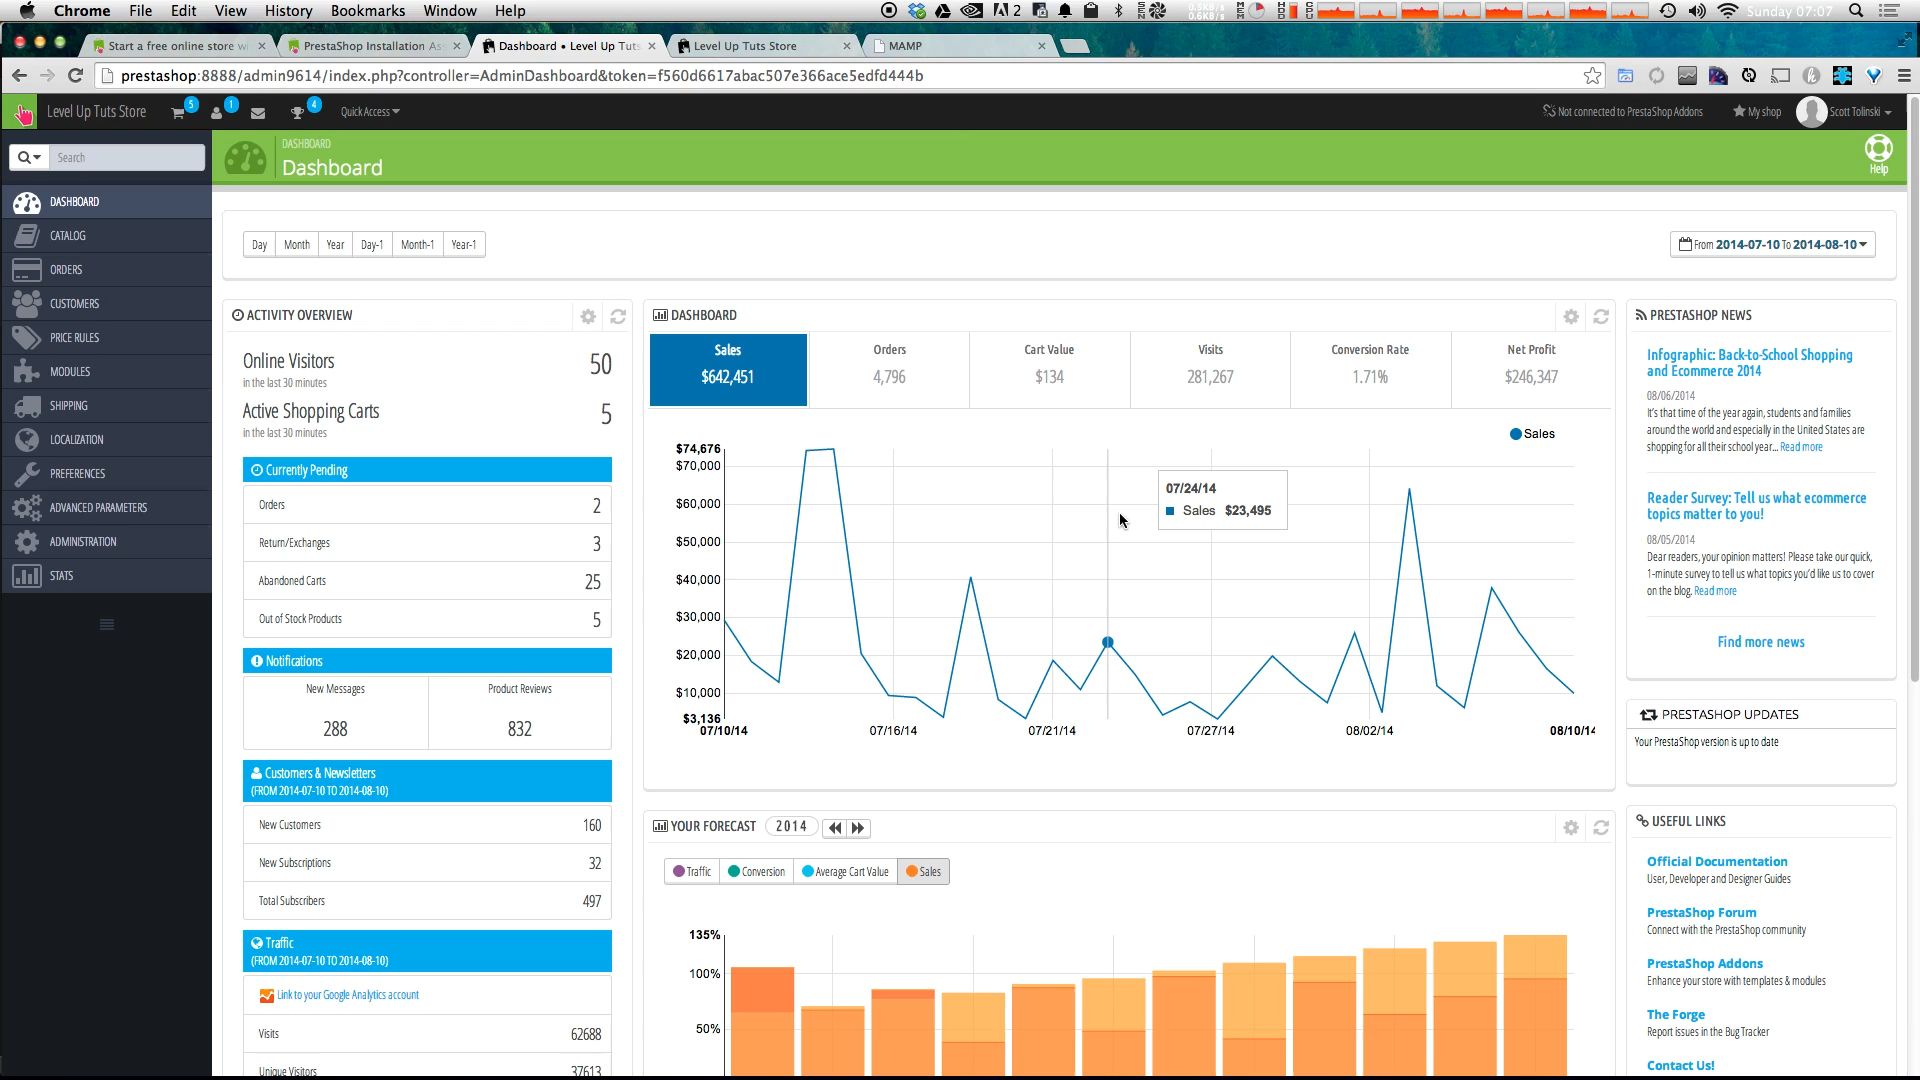 Chrome File Edit View History Bookmarks Window Help
2
0.5KB/s
0.6KB/s
Sunday 07:07
Start a free online store wi
PrestaShop Installation Ass
Dashboard • Level Up Tuts
Level Up Tuts Store
MAMP
prestashop:8888/admin9614/index.php?controller=AdminDashboard&token=f560d6617abac507e366ace5edfd444b
Level Up Tuts Store
5
1
4
Quick Access
Not connected to PrestaShop Addons
My shop
Scott Tolinski
Search
DASHBOARD
Dashboard
Help
DASHBOARD
CATALOG
ORDERS
CUSTOMERS
PRICE RULES
MODULES
SHIPPING
LOCALIZATION
PREFERENCES
ADVANCED PARAMETERS
ADMINISTRATION
STATS
Day Month Year Day-1 Month-1 Year-1
From 2014-07-10 To 2014-08-10
ACTIVITY OVERVIEW
Online Visitors 50
in the last 30 minutes
Active Shopping Carts 5
in the last 30 minutes
Currently Pending
Orders 2
Return/Exchanges 3
Abandoned Carts 25
Out of Stock Products 5
Notifications
New Messages Product Reviews
288 832
Customers & Newsletters
(FROM 2014-07-10 TO 2014-08-10)
New Customers 160
New Subscriptions 32
Total Subscribers 497
Traffic
(FROM 2014-07-10 TO 2014-08-10)
Link to your Google Analytics account
Visits 62688
Unique Visitors 37613
DASHBOARD
Sales Orders Cart Value Visits Conversion Rate Net Profit
$642,451 4,796 $134 281,267 1.71% $246,347
Sales
$74,676
$70,000
$60,000
$50,000
$40,000
$30,000
$20,000
$10,000
$3,136
07/10/14 07/16/14 07/21/14 07/27/14 08/02/14 08/10/14
07/24/14
Sales $23,495
YOUR FORECAST 2014
Traffic Conversion Average Cart Value Sales
135%
100%
50%
PRESTASHOP NEWS
Infographic: Back-to-School Shopping
and Ecommerce 2014
08/06/2014
It's that time of the year again, students and families
around the world and especially in the United States are
shopping for all their school year... Read more
Reader Survey: Tell us what ecommerce
topics matter to you!
08/05/2014
Dear readers, your opinion matters! Please take our quick,
1-minute survey to tell us what topics you'd like us to cover
on the blog. Read more
Find more news
PRESTASHOP UPDATES
Your PrestaShop version is up to date
USEFUL LINKS
Official Documentation
User, Developer and Designer Guides
PrestaShop Forum
Connect with the PrestaShop community
PrestaShop Addons
Enhance your store with templates & modules
The Forge
Report issues in the Bug Tracker
Contact Us!